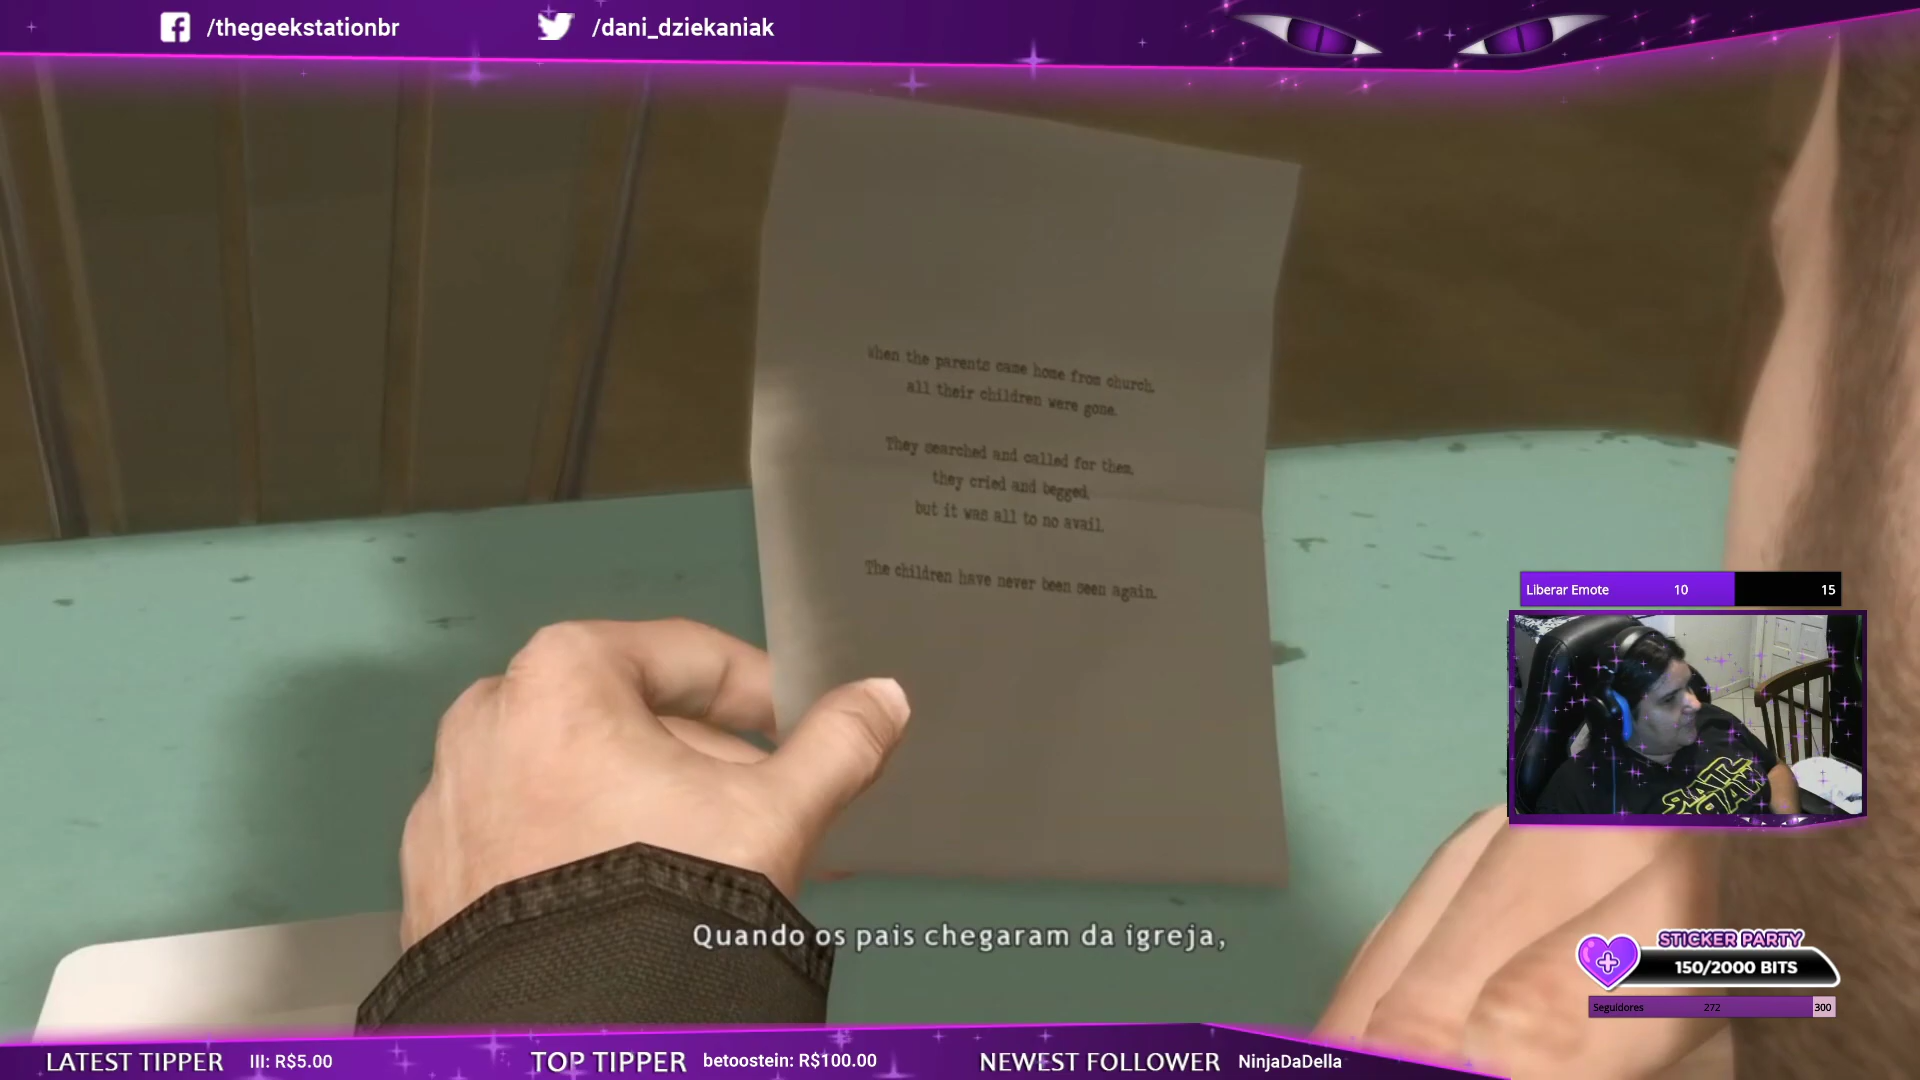 /thegeekstationbr
/dani_dziekaniak
When the parents came home from church,
all their children were gone.
They searched and called for them,
they cried and begged,
but it was all to no avail.
The children have never been seen again.
Liberar Emote 10 15
STAR
WARS
Quando os pais chegaram da igreja,
STICKER PARTY
150/2000 BITS
Seguidores 272 300
LATEST TIPPER III: R$5.00 TOP TIPPER betoostein: R$100.00 NEWEST FOLLOWER NinjaDaDella